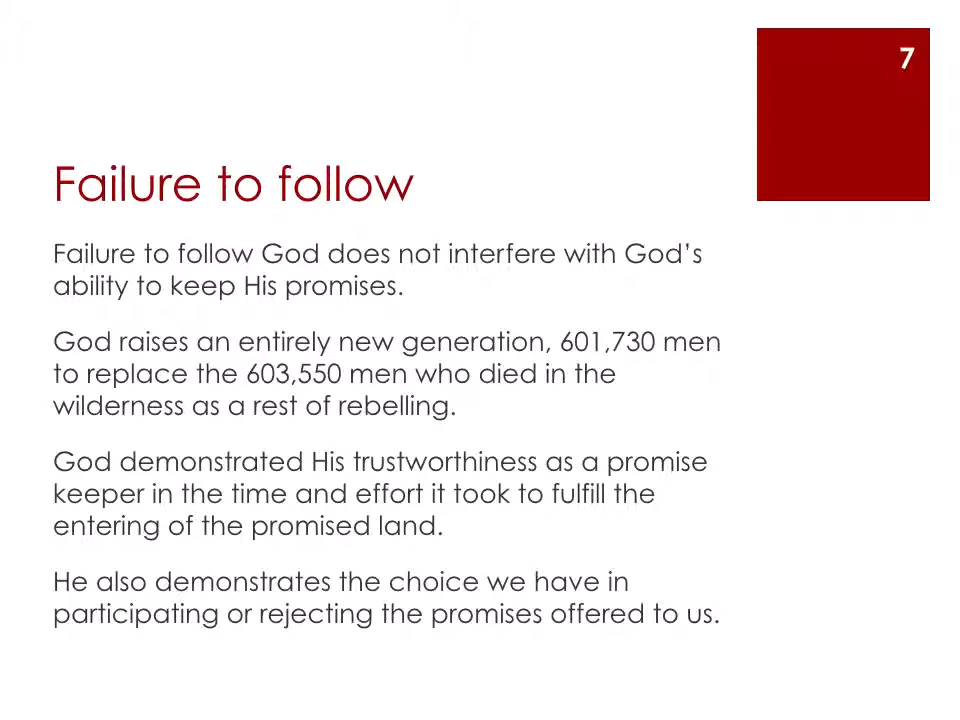 7
Failure to follow
Failure to follow God does not interfere with God’s
ability to keep His promises.
God raises an entirely new generation, 601,730 men
to replace the 603,550 men who died in the
wilderness as a rest of rebelling.
God demonstrated His trustworthiness as a promise
keeper in the time and effort it took to fulfill the
entering of the promised land.
He also demonstrates the choice we have in
participating or rejecting the promises offered to us.